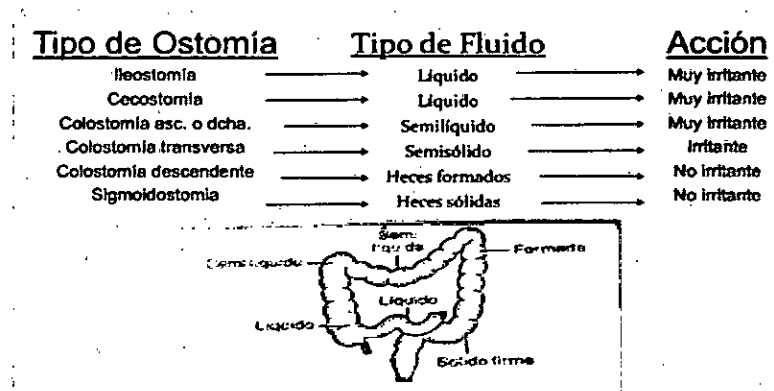 Tipo de Ostomía Tipo de Fluido Acción
Ileostomía Líquido Muy irritante
Cecostomía Líquido Muy irritante
Colostomía asc. o dcha. Semilíquido Muy irritante
Colostomía transversa Semisólido Irritante
Colostomía descendente Heces formados No irritante
Sigmoidostomia Heces sólidas No irritante
Formada
Líquido
Líquido
Sólido firme